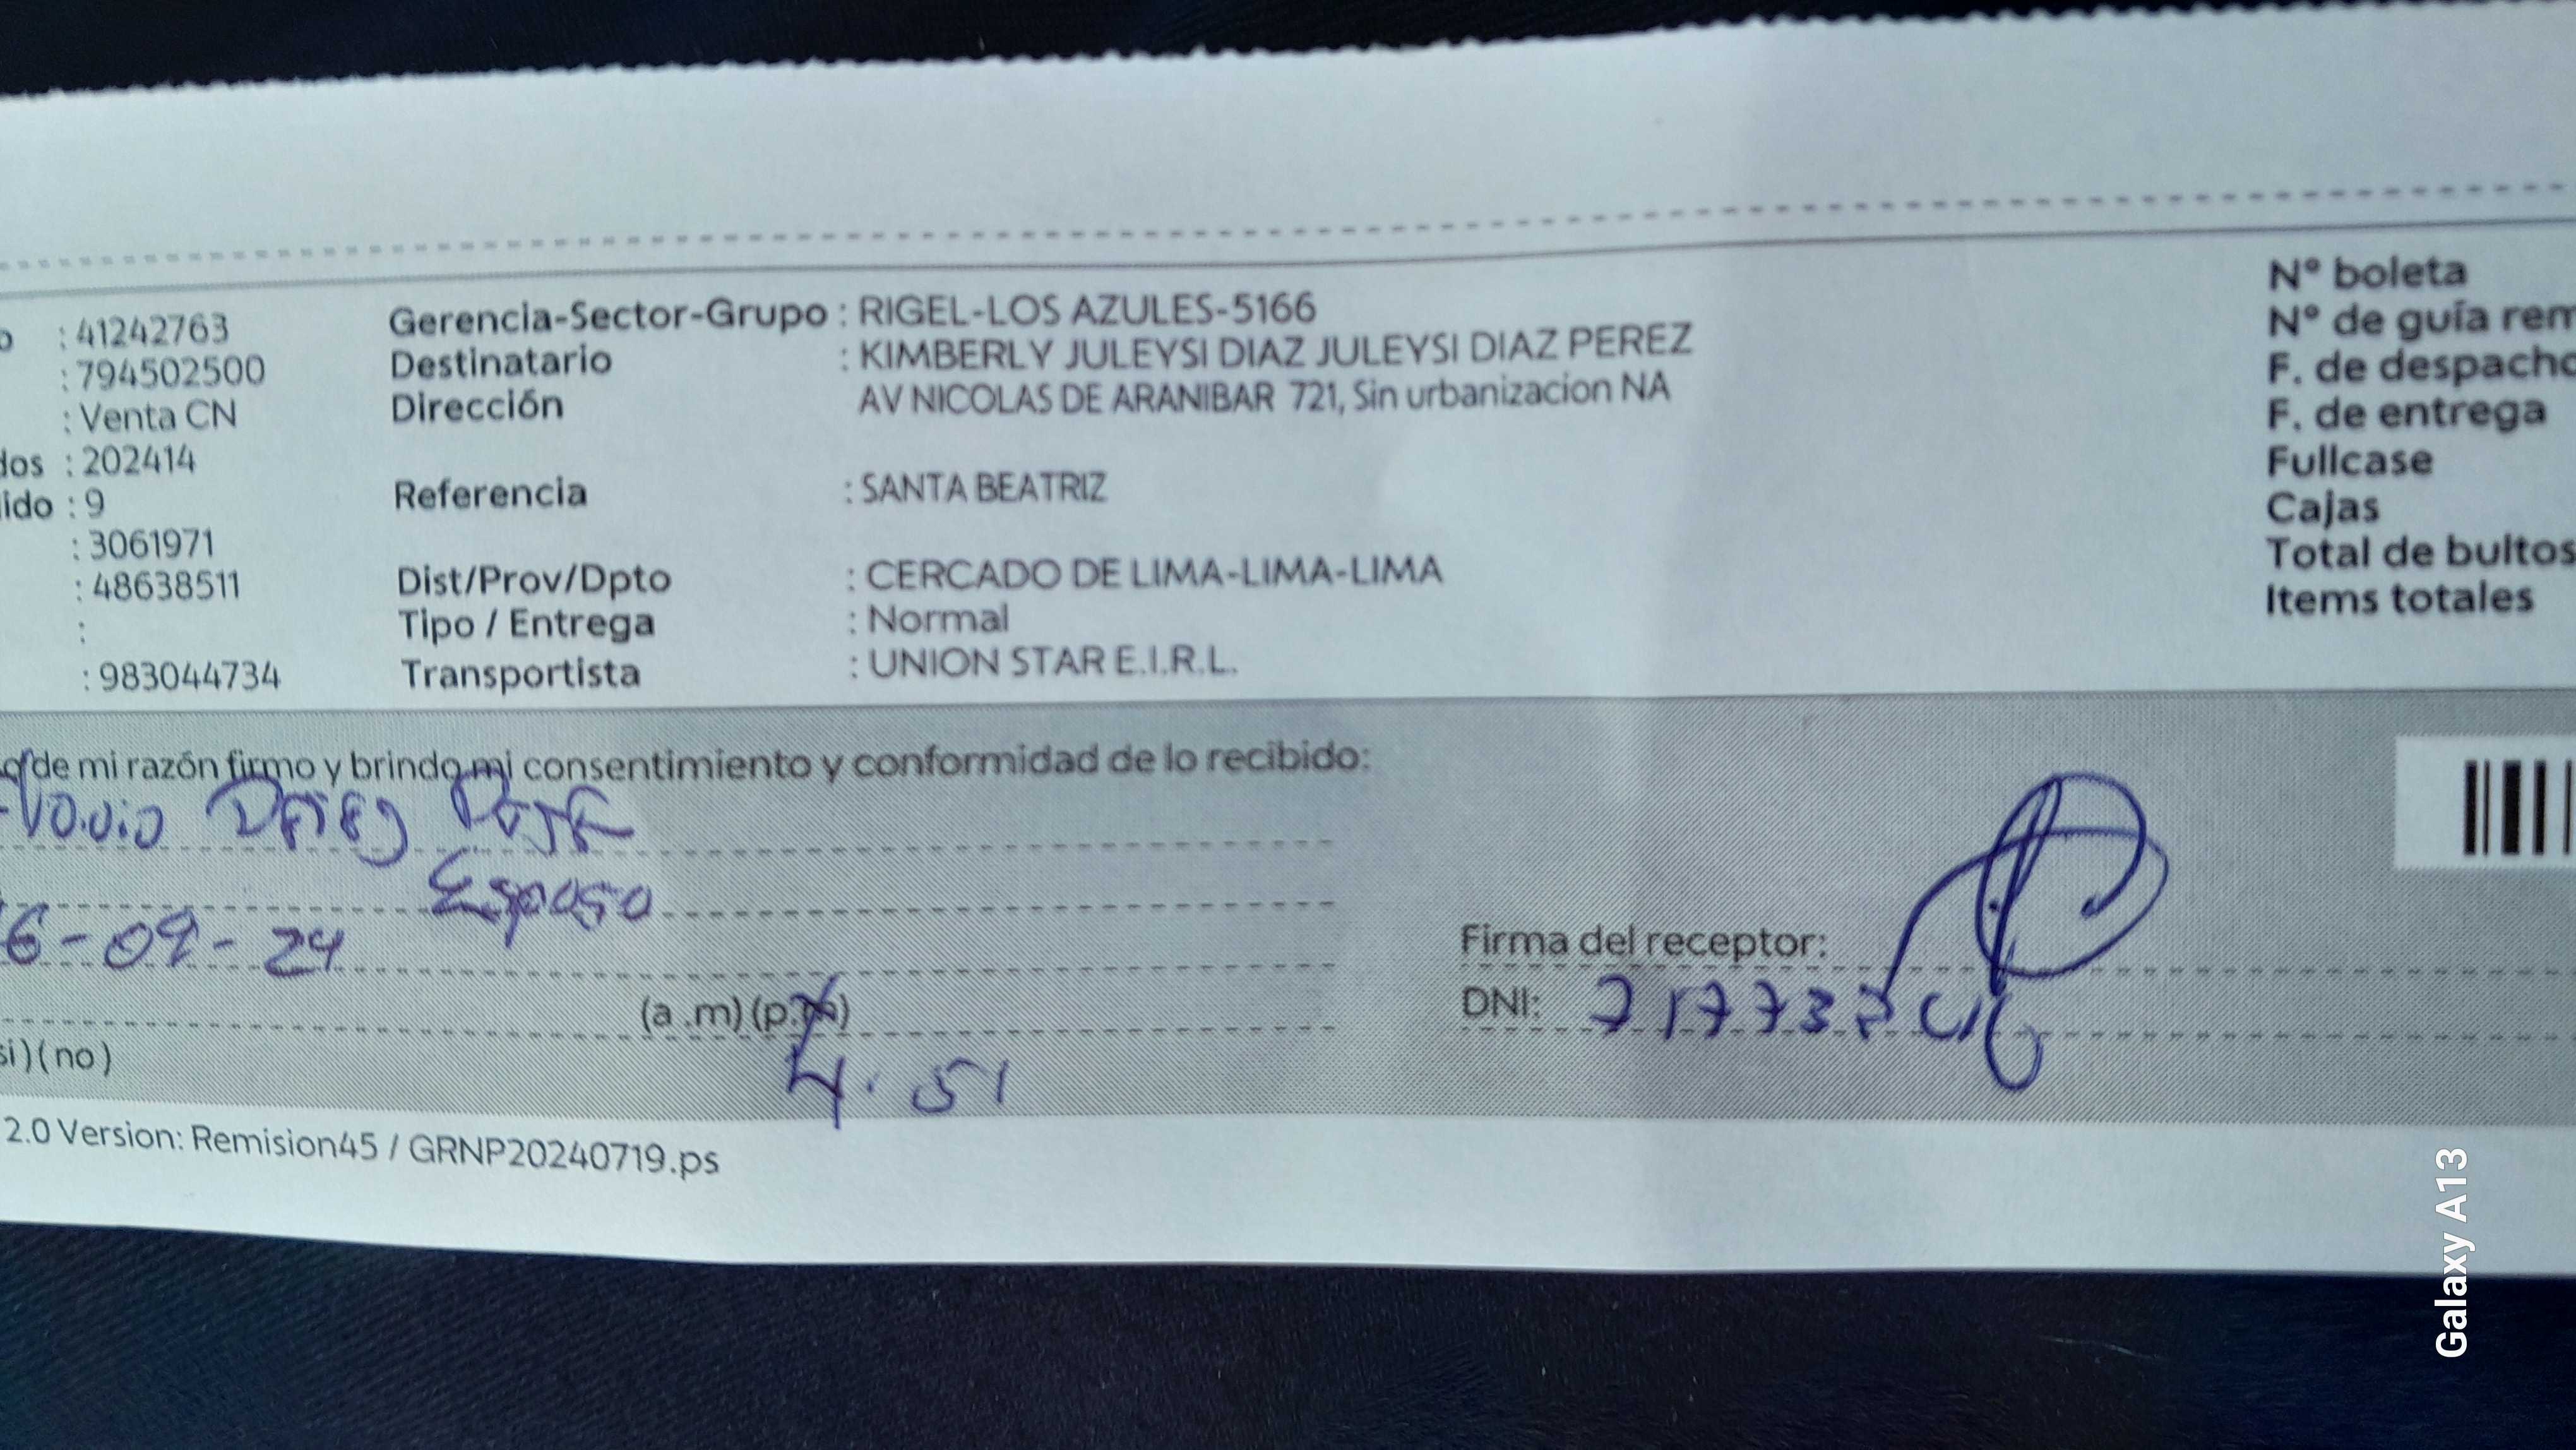 : 41242763
: 794502500
: Venta CN
dos : 202414
ido : 9
: 3061971
: 48638511
:
: 983044734
Gerencia-Sector-Grupo : RIGEL-LOS AZULES-5166
Destinatario : KIMBERLY JULEYSI DIAZ JULEYSI DIAZ PEREZ
Dirección AV NICOLAS DE ARANIBAR 721, Sin urbanizacion NA
Referencia : SANTA BEATRIZ
Dist/Prov/Dpto : CERCADO DE LIMA-LIMA-LIMA
Tipo / Entrega : Normal
Transportista : UNION STAR E.I.R.L.
N° boleta
N° de guía rem
F. de despacho
F. de entrega
Fullcase
Cajas
Total de bultos
Items totales
de mi razón firmo y brindo mi consentimiento y conformidad de lo recibido:
Esposo
6-09-24
(a .m) (p.m)
4. 51
si) (no)
Firma del receptor:
DNI:
2.0 Version: Remision45 / GRNP20240719.ps
Galaxy A13